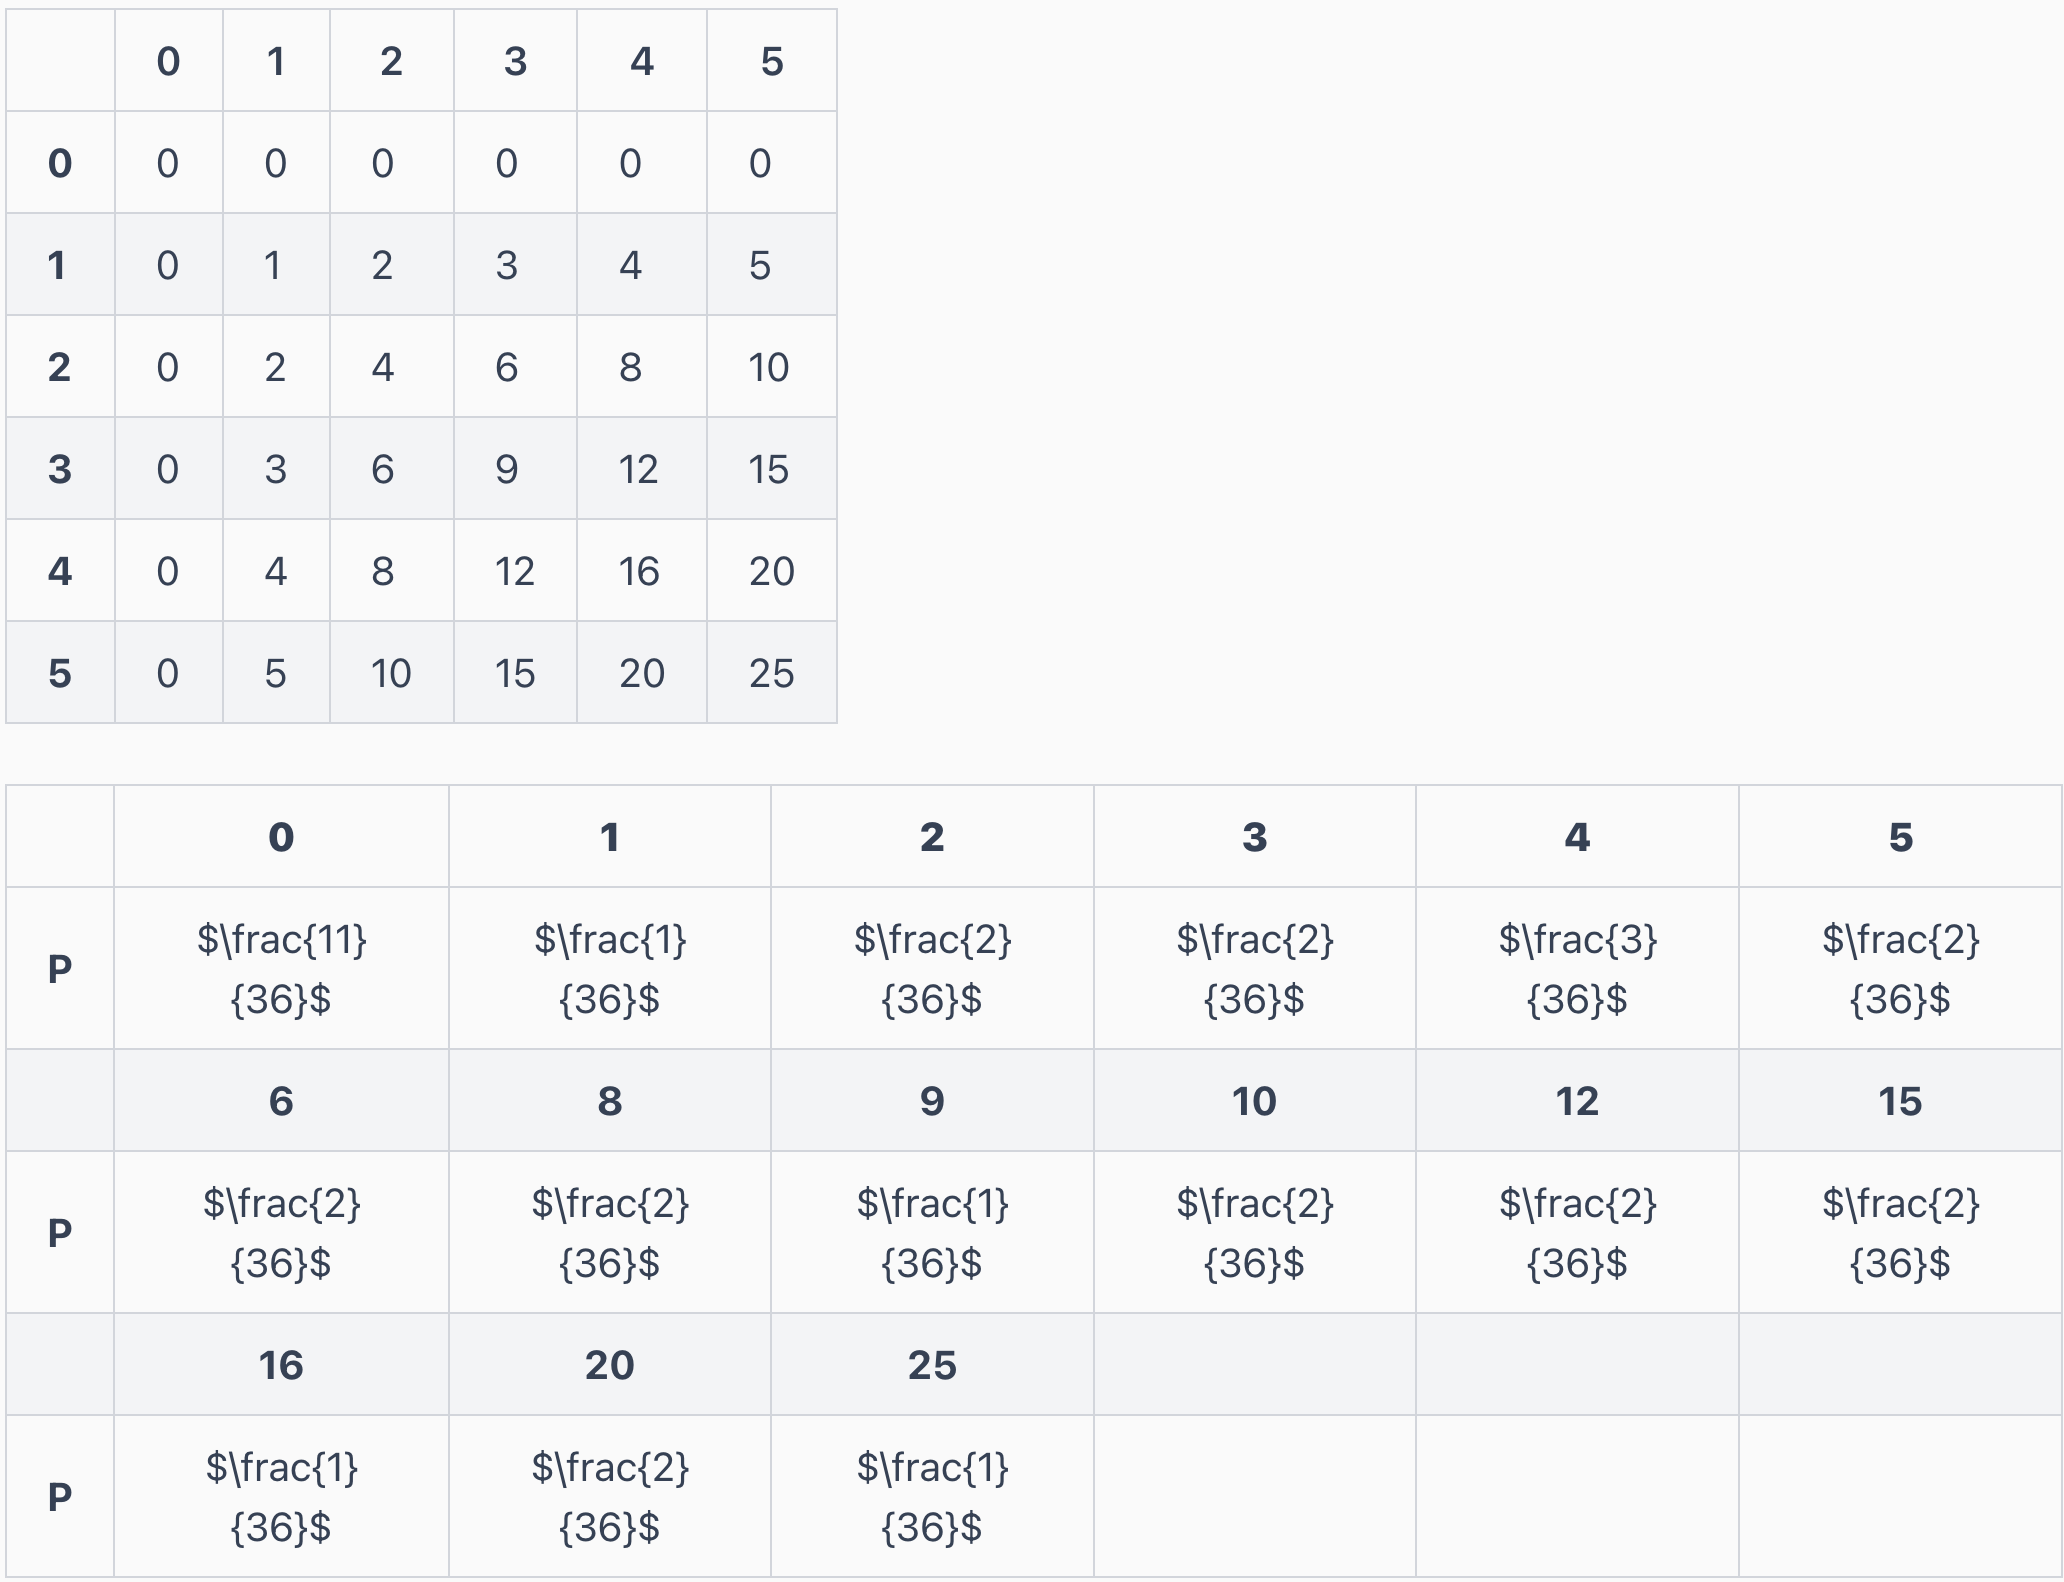 0 1 2 3 4 5
0 0 0 0 0 0 0
1 0 1 2 3 4 5
2 0 2 4 6 8 10
3 0 3 6 9 12 15
4 0 4 8 12 16 20
5 0 5 10 15 20 25
0 1 2 3 4 5
P $\frac{11} $\frac{1} $\frac{2} $\frac{2} $\frac{3} $\frac{2}
{36}$ {36}$ {36}$ {36}$ {36}$ {36}$
6 8 9 10 12 15
P $\frac{2} $\frac{2} $\frac{1} $\frac{2} $\frac{2} $\frac{2}
{36}$ {36}$ {36}$ {36}$ {36}$ {36}$
16 20 25
P $\frac{1} $\frac{2} $\frac{1}
{36}$ {36}$ {36}$